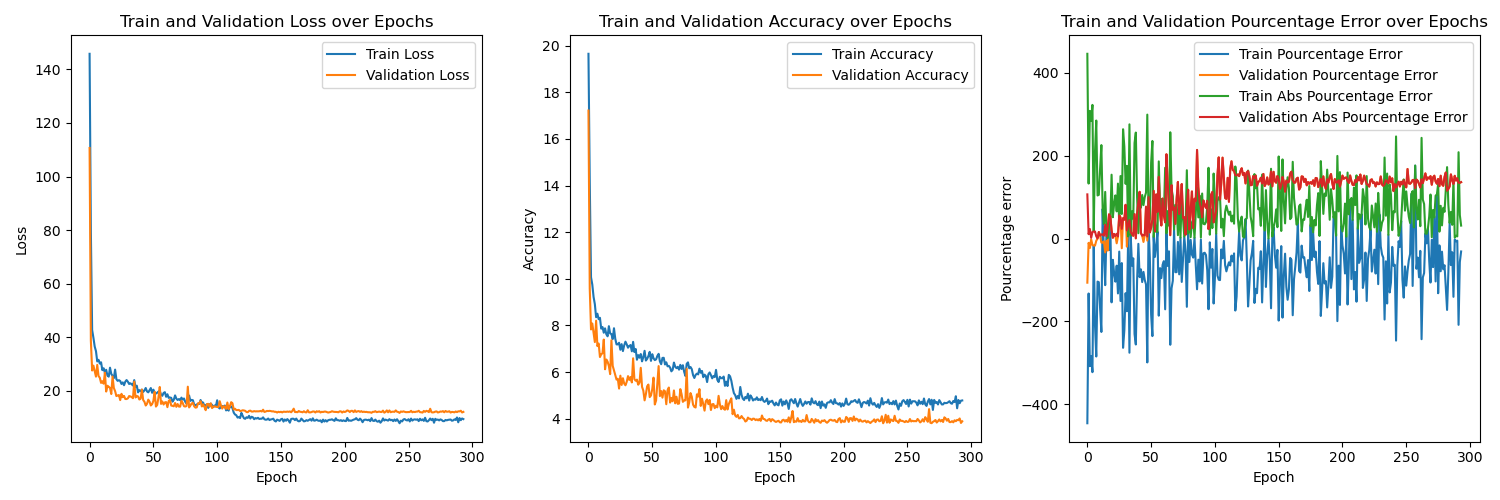 Train and Validation Loss over Epochs
Train Loss
Validation Loss
140
120
100
80
60
40
20
Loss
0
50
100
150
200
250
300
Epoch
Train and Validation Accuracy over Epochs
Train Accuracy
Validation Accuracy
20
18
16
14
12
10
8
6
4
Accuracy
0
50
100
150
200
250
300
Epoch
Train and Validation Pourcentage Error over Epochs
Train Pourcentage Error
Validation Pourcentage Error
Train Abs Pourcentage Error
Validation Abs Pourcentage Error
400
200
0
−200
−400
Pourcentage error
0
50
100
150
200
250
300
Epoch